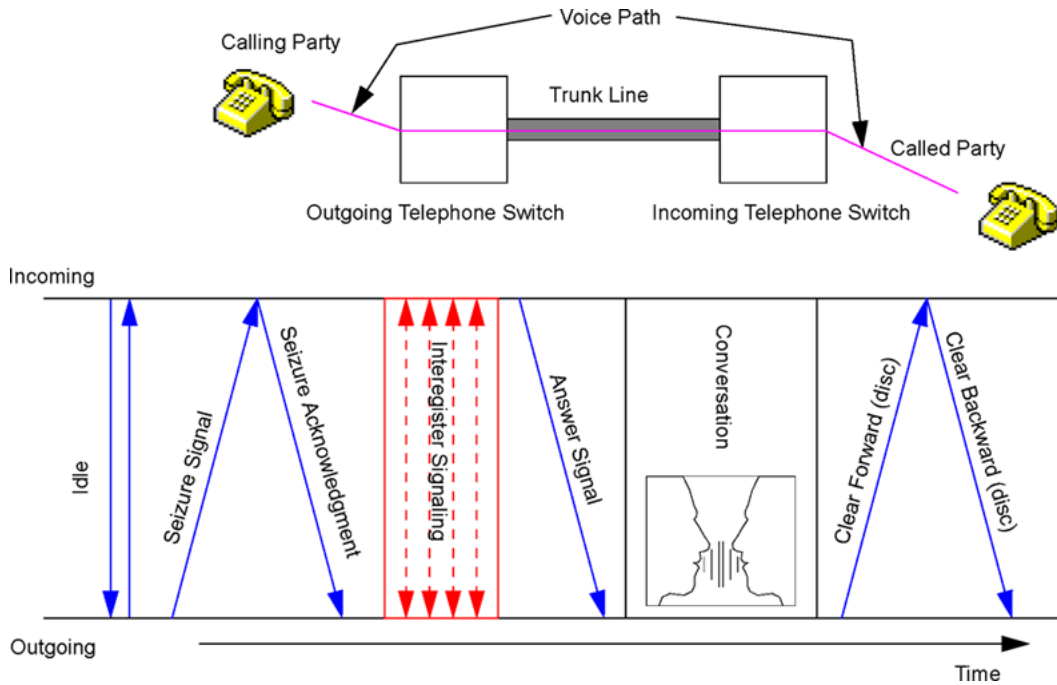 Voice Path
Calling Party
Trunk Line
Called Party
Outgoing Telephone Switch
Incoming Telephone Switch
Incoming
Idle
Seizure Signal
Seizure Acknowledgment
Interegister Signaling
Answer Signal
Conversation
Clear Forward (disc)
Clear Backward (disc)
Outgoing
Time